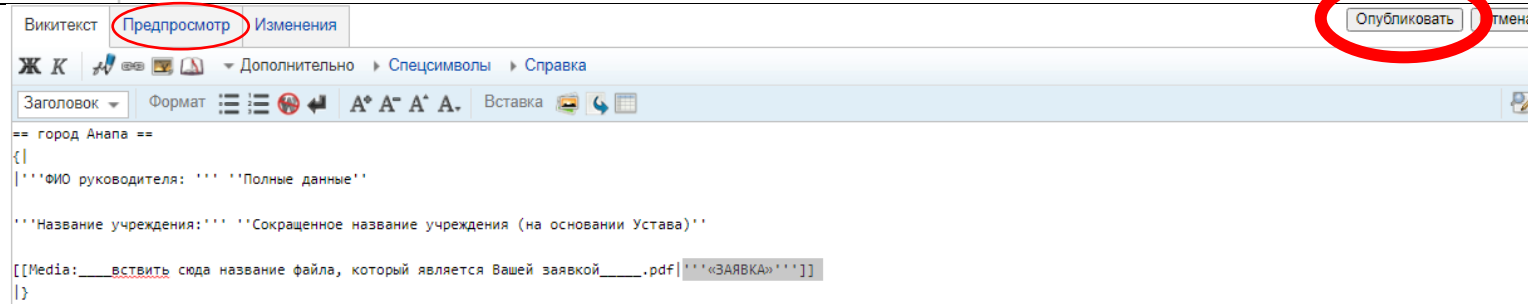 Викитекст Предпросмотр Изменения Опубликовать тмена
Ж К Дополнительно Спецсимволы Справка
Заголовок Формат A A A A Вставка
== город Анапа ==
{|
|'''ФИО руководителя: ''' ''Полные данные''
'''Название учреждения:''' ''Сокращенное название учреждения (на основании Устава)''
[[Media:____вствить сюда название файла, который является Вашей заявкой_____.pdf|'''«ЗАЯВКА»''']]
|}